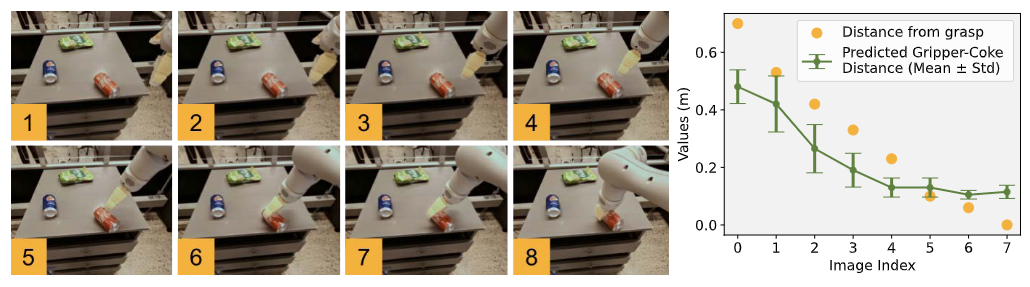 1
2
3
4
5
6
7
8
Distance from grasp
Predicted Gripper-Coke
Distance (Mean ± Std)
Values (m)
0.6
0.4
0.2
0.0
0 1 2 3 4 5 6 7
Image Index